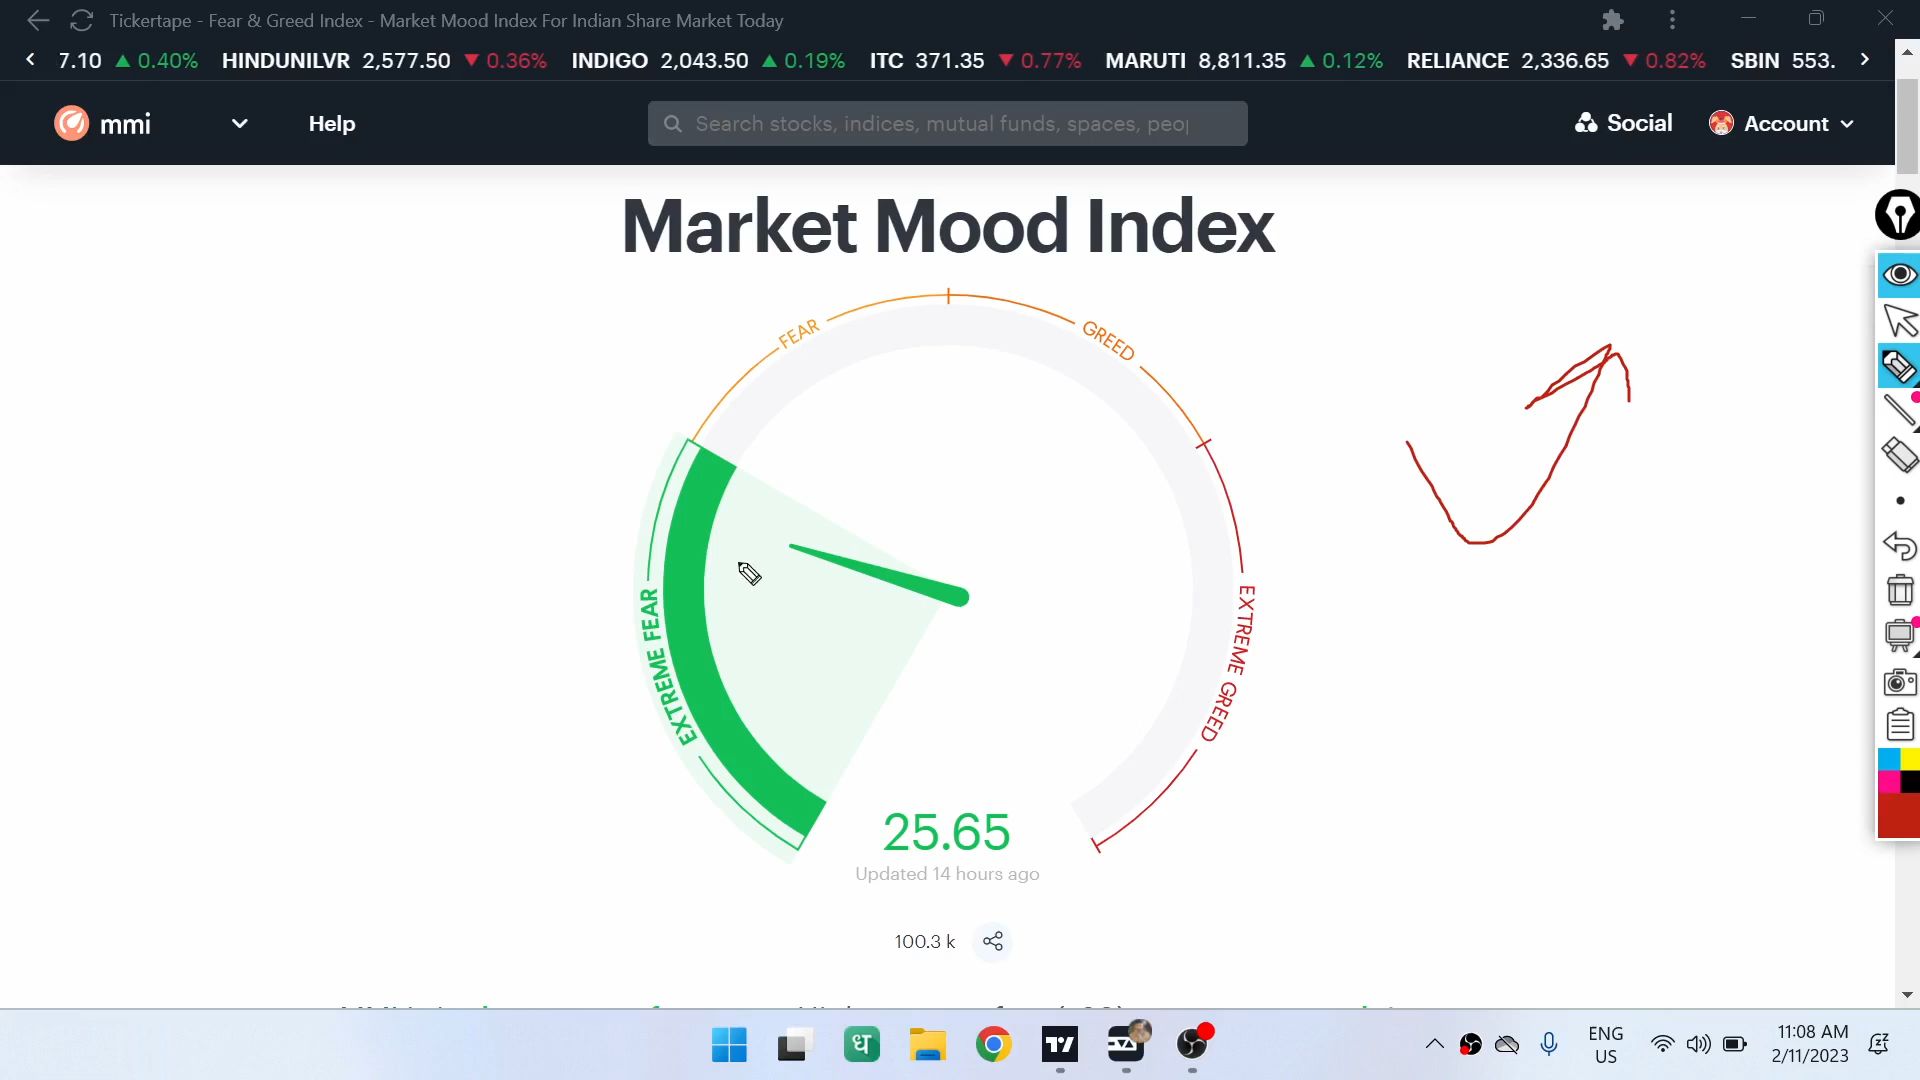 Tickertape - Fear & Greed Index - Market Mood Index For Indian Share Market Today
7.10 ▲ 0.40% HINDUNILVR 2,577.50 ▼ 0.36% INDIGO 2,043.50 ▲ 0.19% ITC 371.35 ▼ 0.77% MARUTI 8,811.35 ▲ 0.12% RELIANCE 2,336.65 ▼ 0.82% SBIN 553.
mmi Help Search stocks, indices, mutual funds, spaces, peo Social Account
Market Mood Index
FEAR
GREED
EXTREME FEAR
EXTREME GREED
25.65
Updated 14 hours ago
100.3 k
ध
ENG
US
11:08 AM
2/11/2023